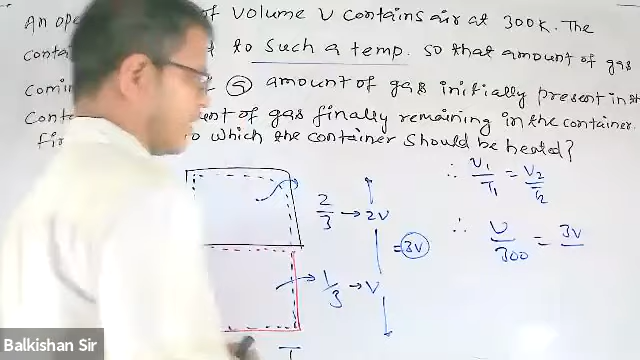 An ope of Volume V contains air at 300K. The
conta to Such a temp. so that amount of gas
comin of 5 amount of gas initially present in th
Conta unt of gas finally remaining in the container.
Fi to which the container should be heated?
∴ V₁/T₁ = V₂/T₂
2/3 → 2V
= 3V
∴ V/300 = 3V/
1/3 → V
T
Balkishan Sir